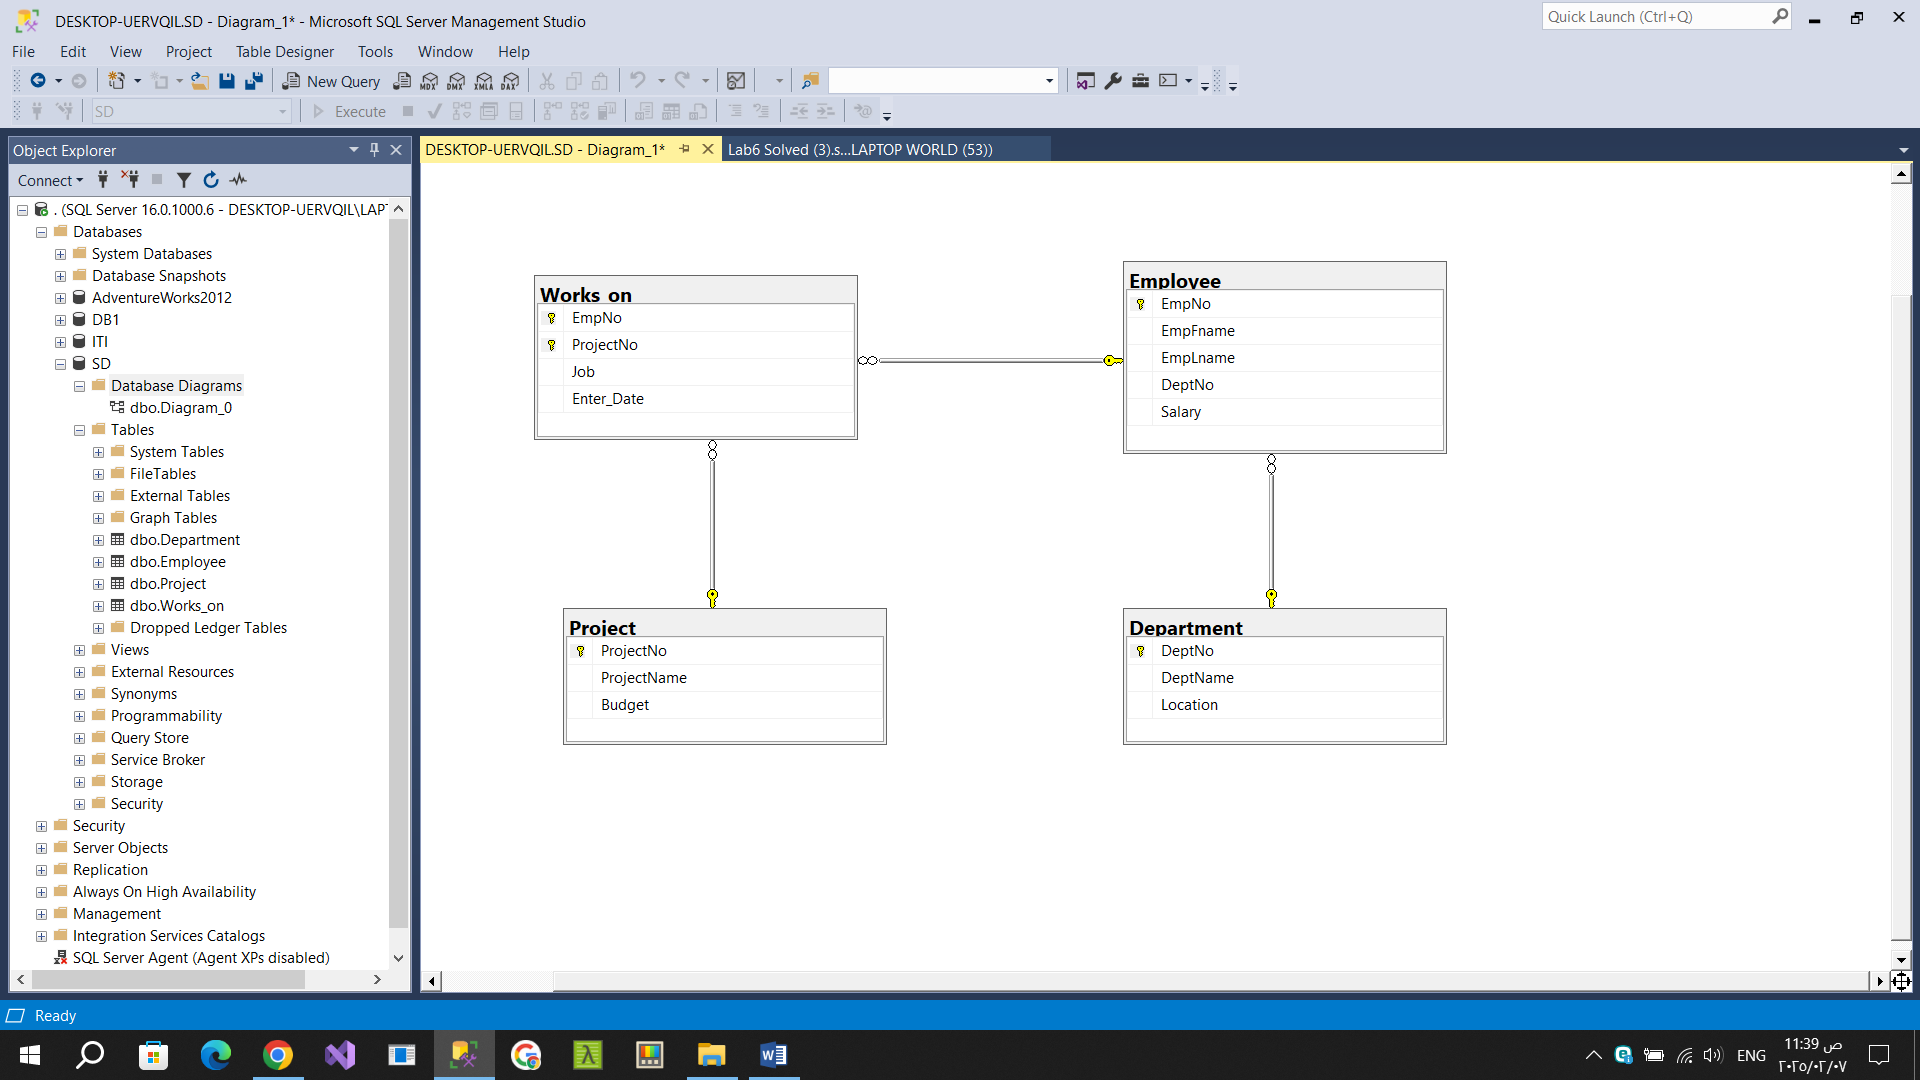 DESKTOP-UERVQIL.SD - Diagram_1* - Microsoft SQL Server Management Studio
Quick Launch (Ctrl+Q)
File Edit View Project Table Designer Tools Window Help
New Query MDX DMX XMLA DAX
SD Execute
Object Explorer
DESKTOP-UERVQIL.SD - Diagram_1*
Lab6 Solved (3).s...LAPTOP WORLD (53))
Connect
. (SQL Server 16.0.1000.6 - DESKTOP-UERVQIL\LAPT
Databases
System Databases
Database Snapshots
AdventureWorks2012
DB1
ITI
SD
Database Diagrams
dbo.Diagram_0
Tables
System Tables
FileTables
External Tables
Graph Tables
dbo.Department
dbo.Employee
dbo.Project
dbo.Works_on
Dropped Ledger Tables
Views
External Resources
Synonyms
Programmability
Query Store
Service Broker
Storage
Security
Security
Server Objects
Replication
Always On High Availability
Management
Integration Services Catalogs
SQL Server Agent (Agent XPs disabled)
Works_on
EmpNo
ProjectNo
Job
Enter_Date
Employee
EmpNo
EmpFname
EmpLname
DeptNo
Salary
Project
ProjectNo
ProjectName
Budget
Department
DeptNo
DeptName
Location
Ready
ENG
11:39 ص
٢٠٢٥/٠٢/٠٧